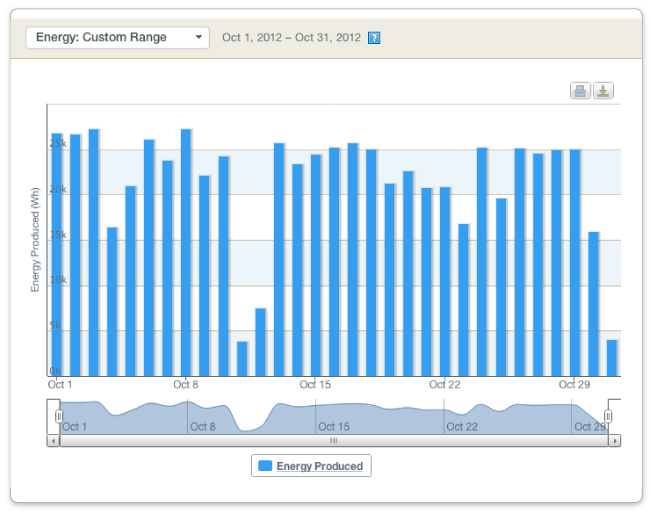 Energy: Custom Range
Oct 1, 2012 – Oct 31, 2012 ?
Energy Produced (Wh)
25k
20k
15k
10k
5k
0k
Oct 1 Oct 8 Oct 15 Oct 22 Oct 29
Oct 1 Oct 8 Oct 15 Oct 22 Oct 29
Energy Produced